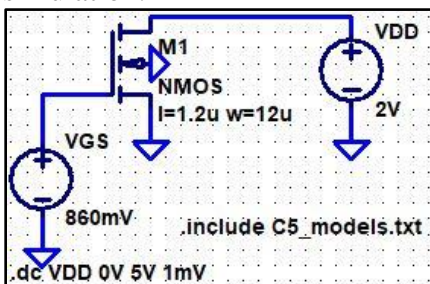 M1
VDD
NMOS
l=1.2u w=12u
2V
VGS
860mV
.include C5_models.txt
.dc VDD 0V 5V 1mV